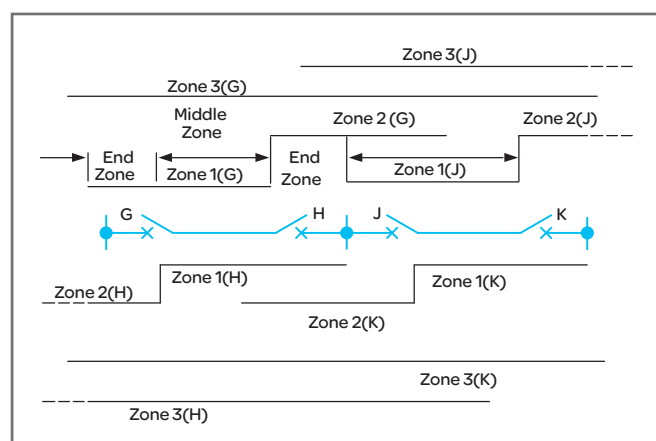 Zone 3(J)
Zone 3(G)
Middle
Zone
Zone 2 (G)
Zone 2(J)
End
Zone
Zone 1(G)
End
Zone
Zone 1(J)
G
H
J
K
Zone 1(H)
Zone 1(K)
Zone 2(H)
Zone 2(K)
Zone 3(K)
Zone 3(H)